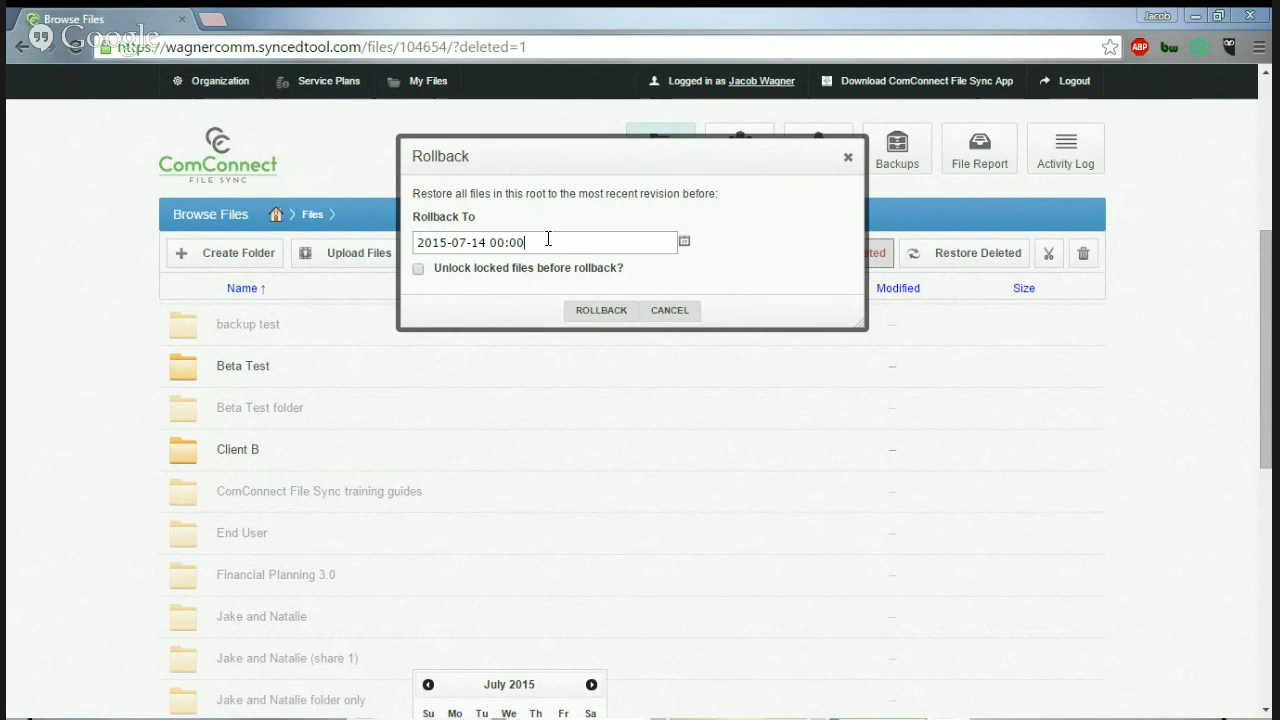 Browse Files
Jacob
Google
https://wagnercomm.syncedtool.com/files/104654/?deleted=1
ABP
bw
Organization
Service Plans
My Files
Logged in as Jacob Wagner
Download ComConnect File Sync App
Logout
ComConnect
FILE SYNC
Backups
File Report
Activity Log
Rollback
Restore all files in this root to the most recent revision before:
Rollback To
2015-07-14 00:00
Unlock locked files before rollback?
ROLLBACK
CANCEL
Browse Files
Files
Create Folder
Upload Files
Restore Deleted
Name ↑
Modified
Size
backup test
--
Beta Test
--
Beta Test folder
--
Client B
--
ComConnect File Sync training guides
--
End User
--
Financial Planning 3.0
--
Jake and Natalie
--
Jake and Natalie (share 1)
--
Jake and Natalie folder only
--
July 2015
Su Mo Tu We Th Fr Sa